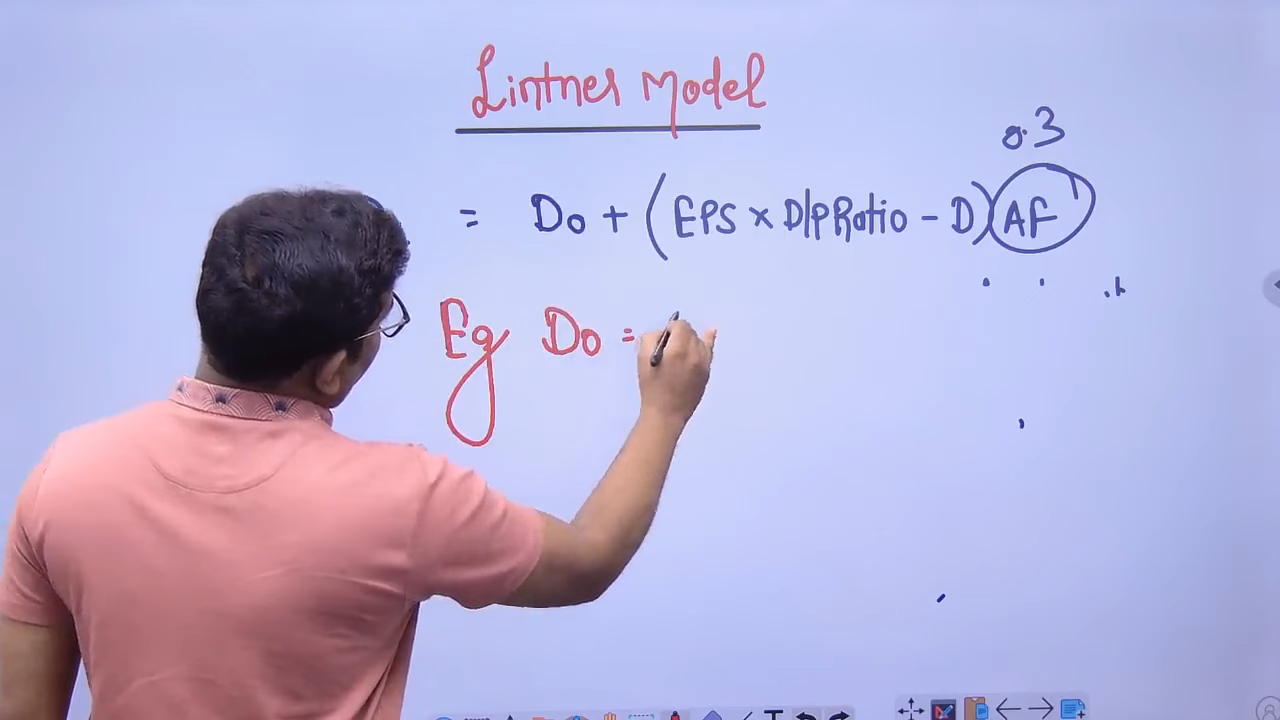 Lintner Model
0.3
= Do + (EPS × D/P Ratio - D) AF
Eg Do =